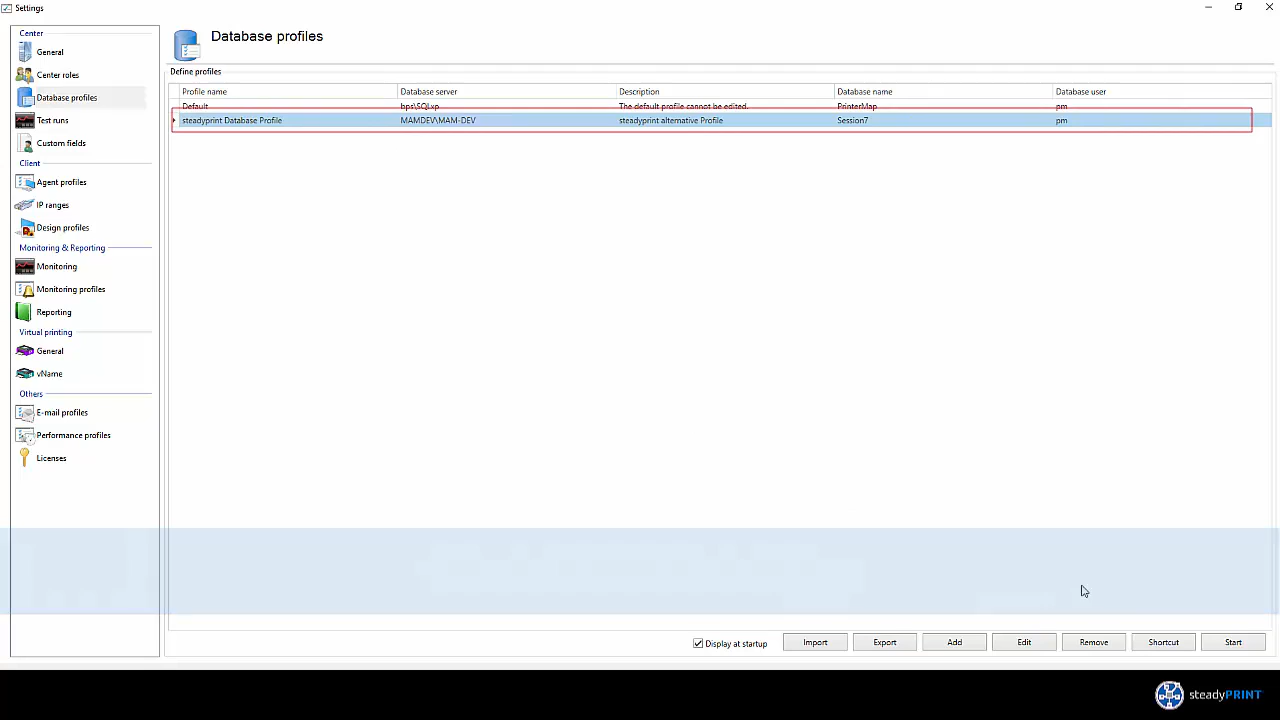 Settings
Center
General
Center roles
Database profiles
Test runs
Custom fields
Client
Agent profiles
IP ranges
Design profiles
Monitoring & Reporting
Monitoring
Monitoring profiles
Reporting
Virtual printing
General
vName
Others
E-mail profiles
Performance profiles
Licenses
Database profiles
Define profiles
Profile name Database server Description Database name Database user
Default bps\SQLxp The default profile cannot be edited. PrinterMap pm
steadyprint Database Profile MAMDEV\MAM-DEV steadyprint alternative Profile Session7 pm
Display at startup Import Export Add Edit Remove Shortcut Start
steadyPRINT